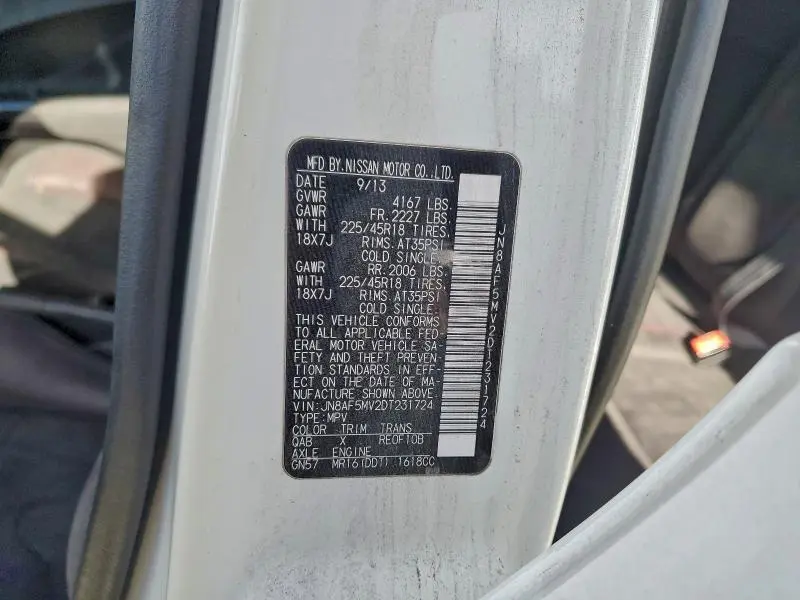 MFD BY.NISSAN MOTOR CO.,LTD.
DATE 9/13
GVWR 4167 LBS.
GAWR FR. 2227 LBS.
WITH 225/45R18 TIRES,
18X7J RIMS.AT35PSI
COLD SINGLE.
GAWR RR. 2006 LBS.
WITH 225/45R18 TIRES,
18X7J RIMS.AT35PSI
COLD SINGLE.
THIS VEHICLE CONFORMS
TO ALL APPLICABLE FED-
ERAL MOTOR VEHICLE SA-
FETY AND THEFT PREVEN-
TION STANDARDS IN EFF-
ECT ON THE DATE OF MA-
NUFACTURE SHOWN ABOVE.
VIN:JN8AF5MV2DT231724
TYPE:MPV
COLOR TRIM TRANS
QAB X RE0F10B
AXLE ENGINE
GN57 MR16(DDT) 1618CC
JN8AF5MV2DT231724